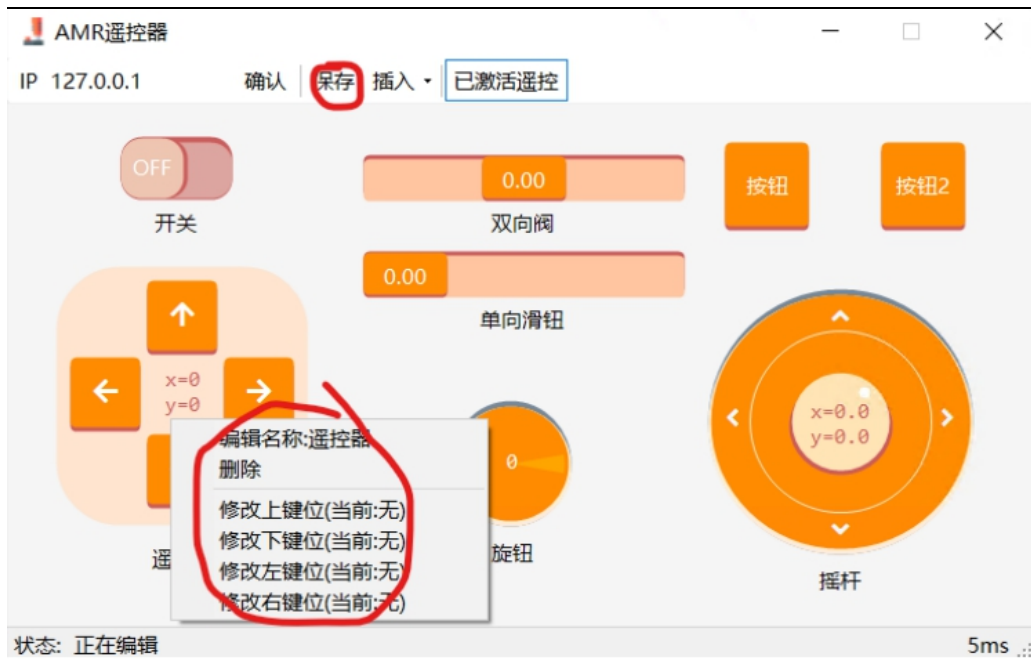 AMR遥控器
IP 127.0.0.1 确认 保存 插入 已激活遥控
OFF
开关
0.00
双向阀
按钮
按钮2
0.00
单向滑钮
x=0
y=0
遥
编辑名称:遥控器
删除
修改上键位(当前:无)
修改下键位(当前:无)
修改左键位(当前:无)
修改右键位(当前:无)
0
旋钮
x=0.0
y=0.0
摇杆
状态: 正在编辑
5ms